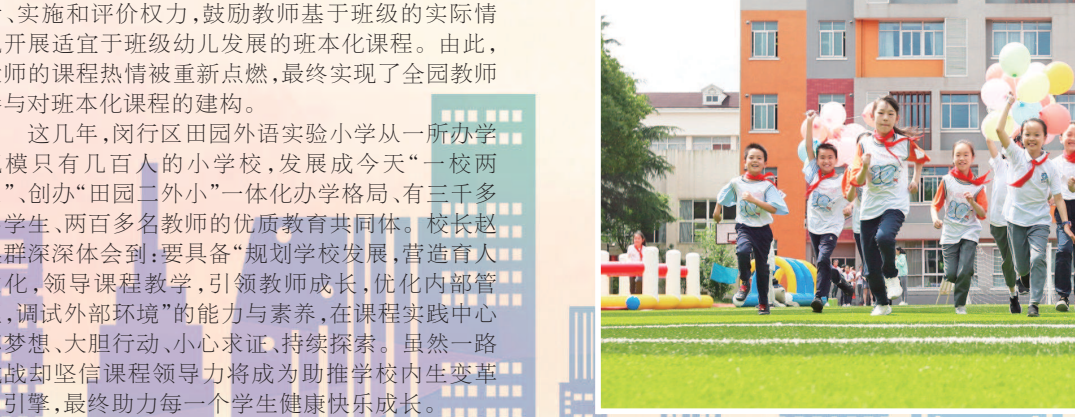 、实施和评价权力,鼓励教师基于班级的实际情
开展适宜于班级幼儿发展的班本化课程。由此,
师的课程热情被重新点燃,最终实现了全园教师
与对班本化课程的建构。
这几年,闵行区田园外语实验小学从一所办学
模只有几百人的小学校,发展成今天“一校两
”、创办“田园二外小”一体化办学格局、有三千多
学生、两百多名教师的优质教育共同体。校长赵
群深深体会到:要具备“规划学校发展,营造育人
化,领导课程教学,引领教师成长,优化内部管
,调试外部环境”的能力与素养,在课程实践中心
梦想、大胆行动、小心求证、持续探索。虽然一路
战却坚信课程领导力将成为助推学校内生变革
引擎,最终助力每一个学生健康快乐成长。